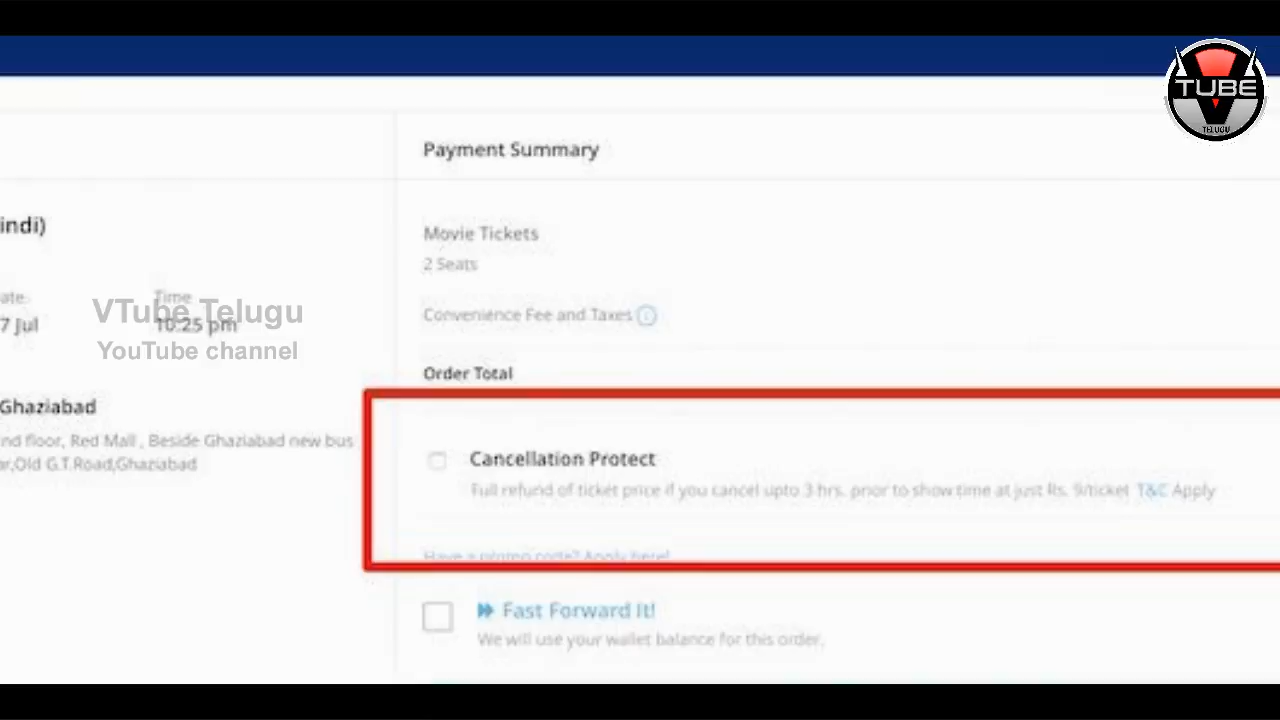 TUBE
TELUGU
Payment Summary
indi)
Movie Tickets
2 Seats
ate:
Time
7 Jul
10:25 pm
VTube Telugu
YouTube channel
Convenience Fee and Taxes
Order Total
Ghaziabad
nd floor, Red Mall , Beside Ghaziabad new bus
ar,Old G.T.Road,Ghaziabad
Cancellation Protect
Full refund of ticket price if you cancel upto 3 hrs. prior to show time at just Rs. 9/ticket T&C Apply
Have a promo code? Apply here!
Fast Forward It!
We will use your wallet balance for this order.